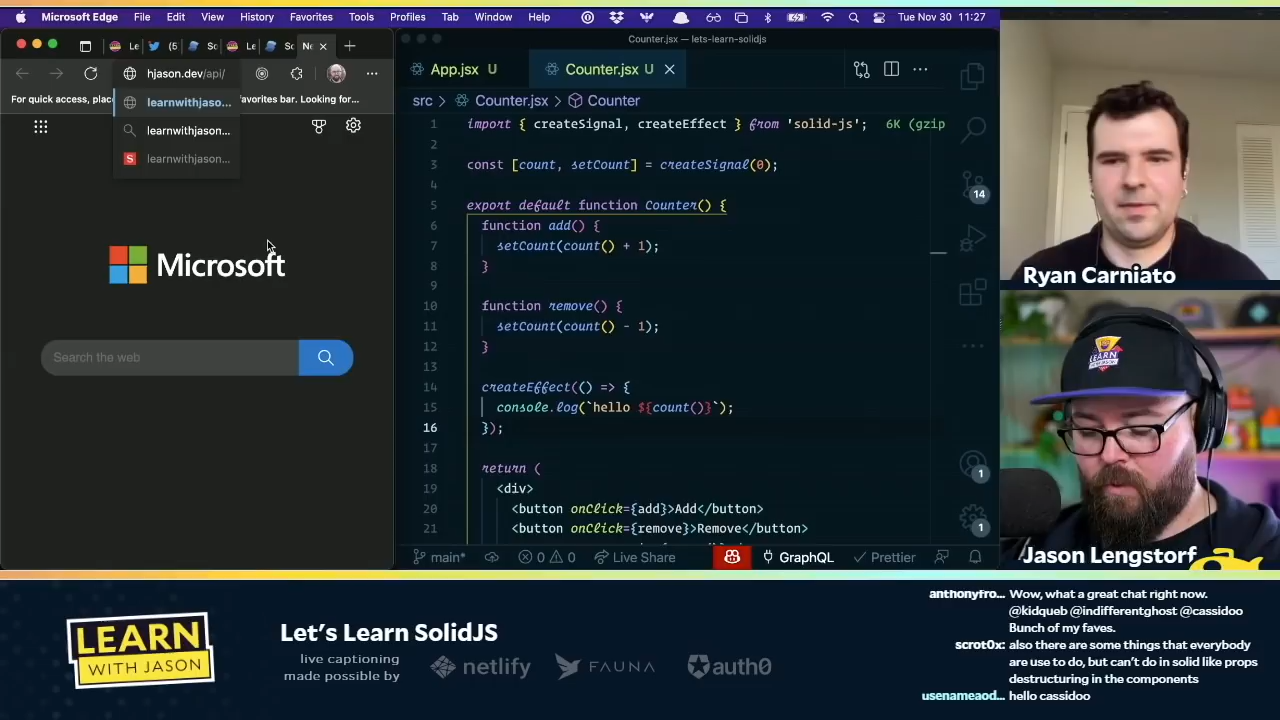 Microsoft Edge File Edit View History Favorites Tools Profiles Tab Window Help Tue Nov 30 11:27
Le (5 Sc Le Sc Ne
hjason.dev/api/
For quick access, plac avorites bar. Looking for...
learnwithjaso...
learnwithjason...
learnwithjason...
Microsoft
Search the web
Counter.jsx — lets-learn-solidjs
App.jsx U Counter.jsx U
src > Counter.jsx > Counter
1 import { createSignal, createEffect } from 'solid-js'; 6K (gzip
2
3 const [count, setCount] = createSignal(0);
4
5 export default function Counter() {
6 function add() {
7 setCount(count() + 1);
8 }
9
10 function remove() {
11 setCount(count() - 1);
12 }
13
14 createEffect(() => {
15 console.log(`hello ${count()}`);
16 });
17
18 return (
19 <div>
20 <button onClick={add}>Add</button>
21 <button onClick={remove}>Remove</button>
14
1
1
main* 0 0 Live Share GraphQL Prettier
Ryan Carniato
LEARN
Jason Lengstorf
LEARN
WITH JASON
Let's Learn SolidJS
live captioning
made possible by
netlify FAUNA auth0
anthonyfro... Wow, what a great chat right now.
@kidqueb @indifferentghost @cassidoo
Bunch of my faves.
scrot0x: also there are some things that everybody
are use to do, but can't do in solid like props
destructuring in the components
usenameaod... hello cassidoo